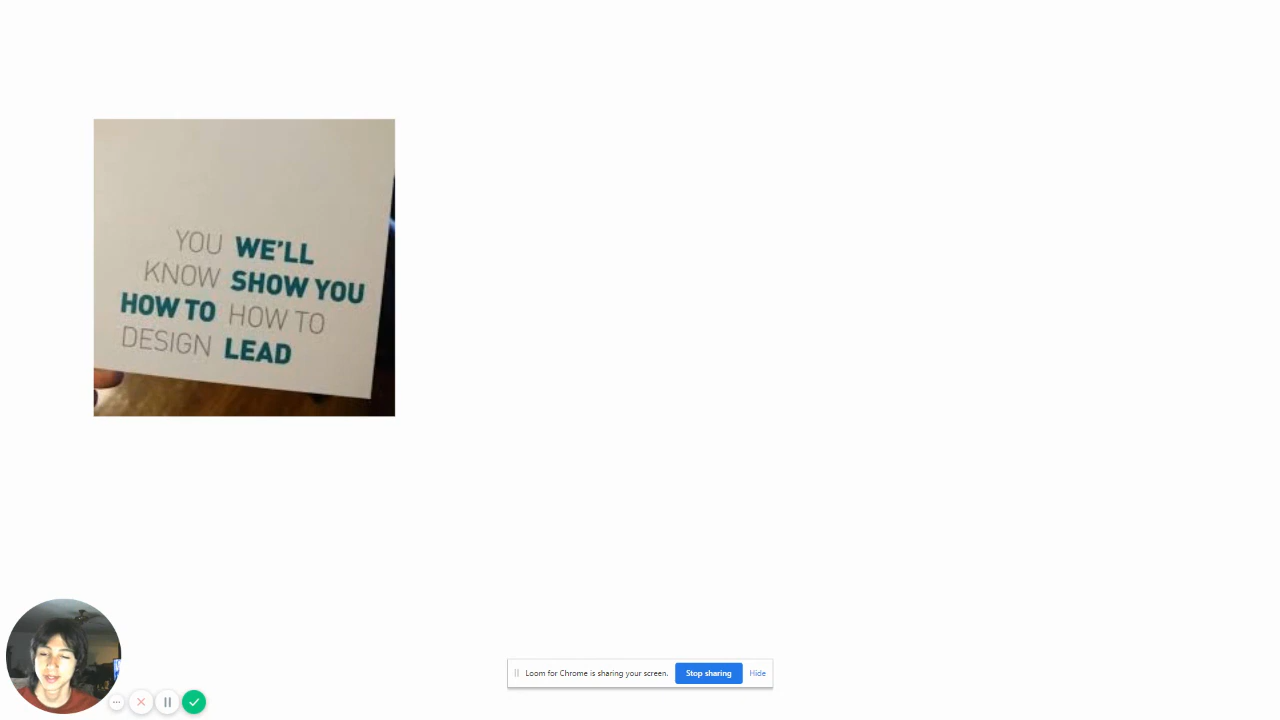 YOU
KNOW
HOW TO
DESIGN
WE'LL
SHOW YOU
HOW TO
LEAD
Loom for Chrome is sharing your screen.
Stop sharing
Hide